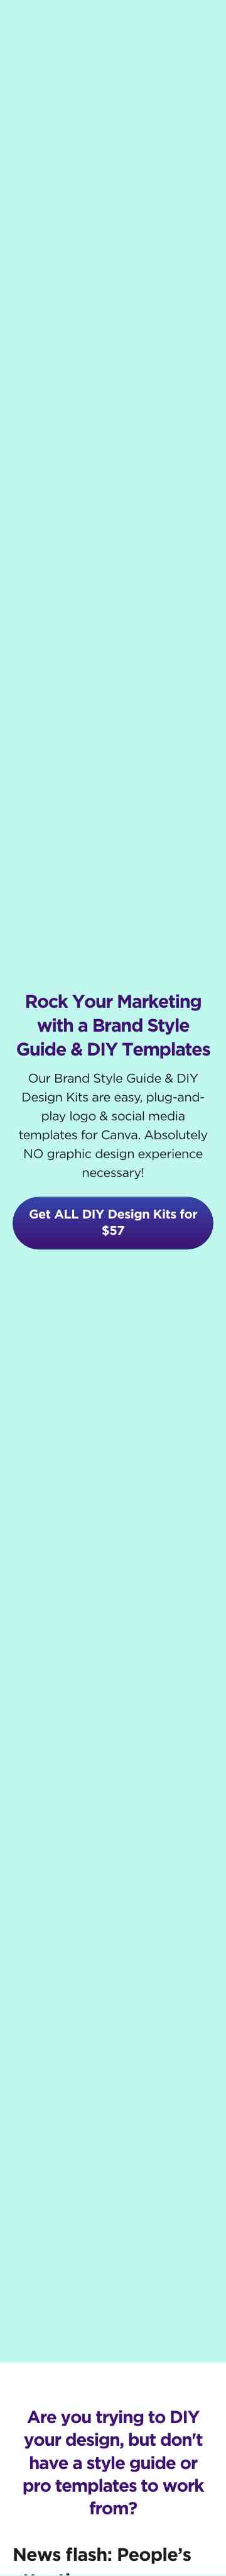 Rock Your Marketing
with a Brand Style
Guide & DIY Templates
Our Brand Style Guide & DIY
Design Kits are easy, plug-and-
play logo & social media
templates for Canva. Absolutely
NO graphic design experience
necessary!
Get ALL DIY Design Kits for
$57
Are you trying to DIY
your design, but don't
have a style guide or
pro templates to work
from?
News flash: People’s